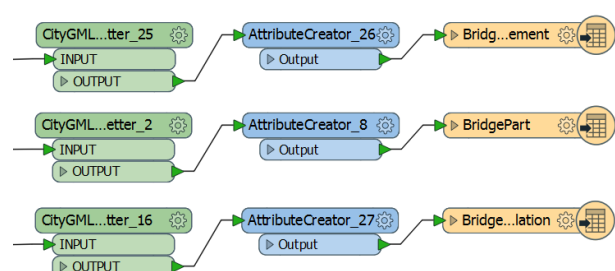 CityGML...tter_25
INPUT
OUTPUT
AttributeCreator_26
Output
Bridg...ement
CityGML...etter_2
INPUT
OUTPUT
AttributeCreator_8
Output
BridgePart
CityGML...tter_16
INPUT
OUTPUT
AttributeCreator_27
Output
Bridge...lation